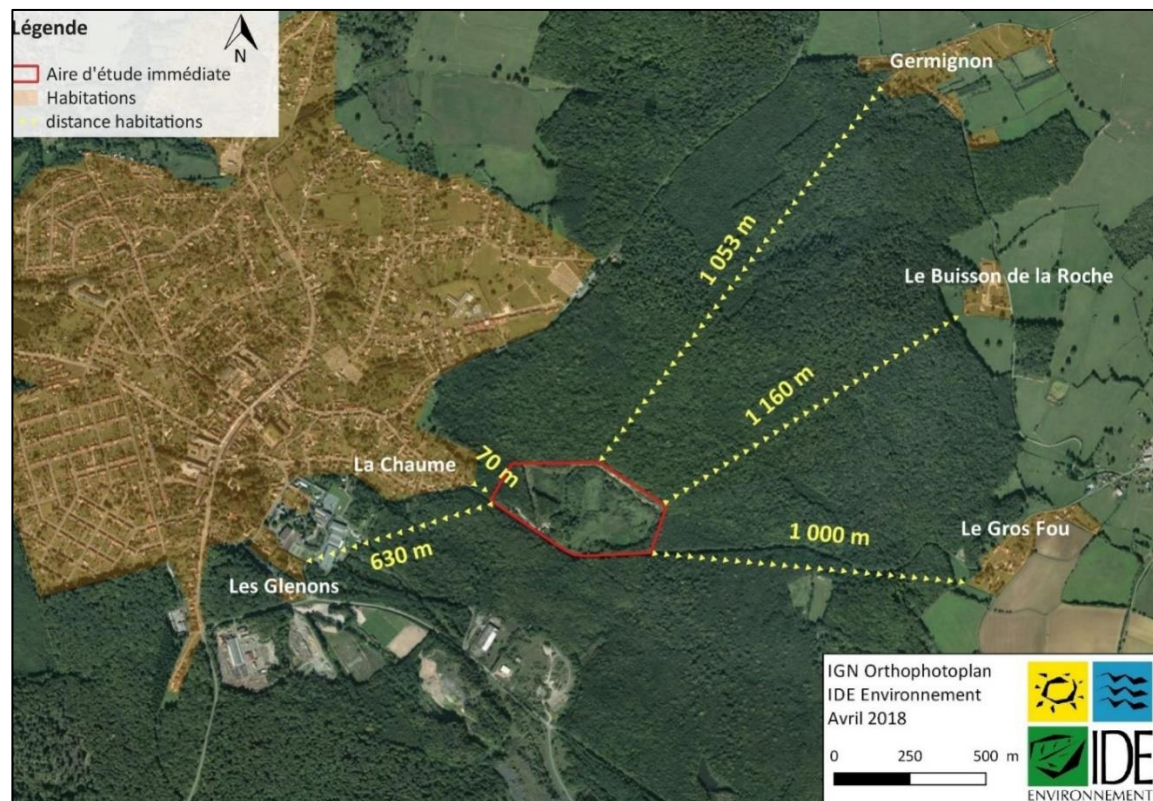 Légende
N
Aire d'étude immédiate
Habitations
distance habitations
Germignon
1 053 m
Le Buisson de la Roche
1 160 m
La Chaume
70 m
1 000 m
Le Gros Fou
630 m
Les Glenons
IGN Orthophotoplan
IDE Environnement
Avril 2018
0 250 500 m
IDE
ENVIRONNEMENT